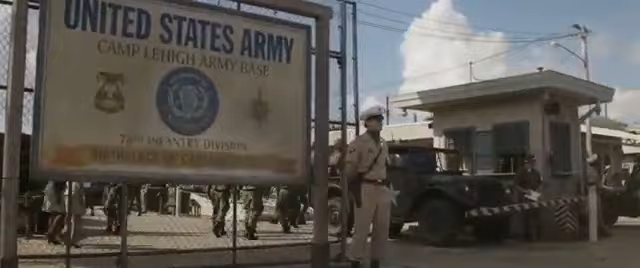 UNITED STATES ARMY
CAMP LEHIGH ARMY BASE
INFANTRY DIVISION